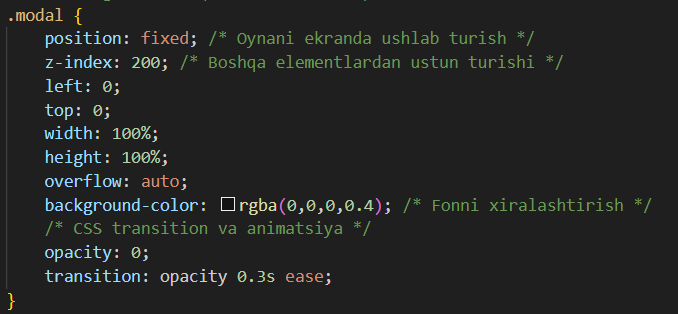 .modal {
    position: fixed; /* Oynani ekranda ushlab turish */
    z-index: 200; /* Boshqa elementlardan ustun turishi */
    left: 0;
    top: 0;
    width: 100%;
    height: 100%;
    overflow: auto;
    background-color: rgba(0,0,0,0.4); /* Fonni xiralashtirish */
    /* CSS transition va animatsiya */
    opacity: 0;
    transition: opacity 0.3s ease;
}